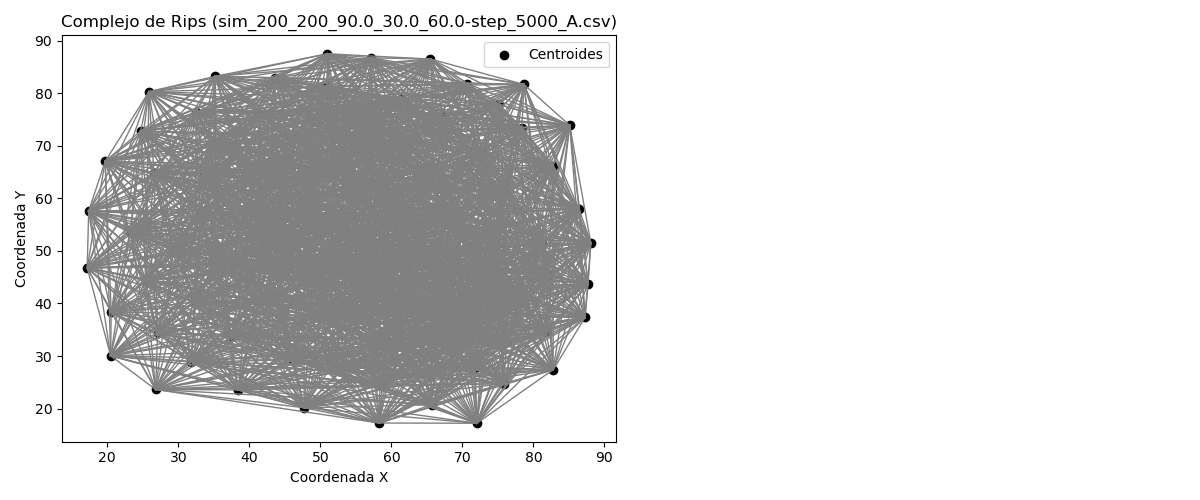 Complejo de Rips (sim_200_200_90.0_30.0_60.0-step_5000_A.csv)
Centroides
90
80
70
60
50
40
30
20
Coordenada Y
20 30 40 50 60 70 80 90
Coordenada X